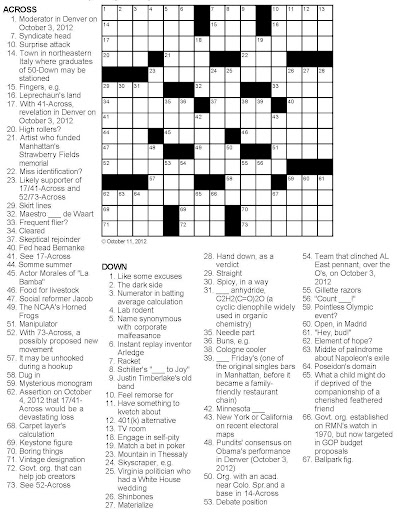 ACROSS
1. Moderator in Denver on
October 3, 2012
7. Syndicate head
10. Surprise attack
14. Town in northeastern
Italy where graduates
of 50-Down may be
stationed
15. Fingers, e.g.
16. Leprechaun's land
17. With 41-Across,
revelation in Denver on
October 3, 2012
20. High rollers?
21. Artist who funded
Manhattan's
Strawberry Fields
memorial
22. Miss identification?
23. Likely supporter of
17/41-Across and
52/73-Across
29. Skirt lines
32. Maestro ___ de Waart
33. Frequent flier?
34. Cleared
37. Skeptical rejoinder
40. Fed head Bernanke
41. See 17-Across
44. Somme summer
45. Actor Morales of "La
Bamba"
46. Food for livestock
47. Social reformer Jacob
49. The NCAA's Horned
Frogs
51. Manipulator
52. With 73-Across, a
possibly proposed new
movement
57. It may be unhooked
during a hookup
58. Dug in
59. Mysterious monogram
62. Assertion on October
4, 2012 that 17/41-
Across would be a
devastating loss
68. Carpet layer's
calculation
69. Keystone figure
70. Boring things
71. Vintage designation
72. Govt. org. that can
help job creators
73. See 52-Across
© October 11, 2012
DOWN
1. Like some excuses
2. The dark side
3. Numerator in batting
average calculation
4. Lab rodent
5. Name synonymous
with corporate
malfeasance
6. Instant replay inventor
Arledge
7. Racket
8. Schiller's "___ to Joy"
9. Justin Timberlake's old
band
10. Feel remorse for
11. Have something to
kvetch about
12. 401(k) alternative
13. TV room
18. Engage in self-pity
19. Match a bet in poker
23. Mountain in Thessaly
24. Skyscraper, e.g.
25. Virginia politician who
had a White House
wedding
26. Shinbones
27. Materialize
28. Hand down, as a
verdict
29. Straight
30. Spicy, in a way
31. ___ anhydride,
C2H2(C=O)2O (a
cyclic dienophile widely
used in organic
chemistry)
35. Needle part
36. Buns, e.g.
38. Cologne cooler
39. ___ Friday's (one of
the original singles bars
in Manhattan, before it
became a family-
friendly restaurant
chain)
42. Minnesota ___
43. New York or California
on recent electoral
maps
48. Pundits' consensus on
Obama's performance
in Denver (October 3,
2012)
50. Org. with an acad.
near Colo. Spr and a
base in 14-Across
53. Debate position
54. Team that clinched AL
East pennant, over the
O's, on October 3,
2012
55. Gillette razors
56. "Count ___!"
59. Pointless Olympic
event?
60. Open, in Madrid
61. "Hey, bud!"
62. Element of hope?
63. Middle of palindrome
about Napoleon's exile
64. Poseidon's domain
65. What a child might do
if deprived of the
companionship of a
cherished feathered
friend
66. Govt. org. established
on RMN's watch in
1970, but now targeted
in GOP budget
proposals
67. Ballpark fig.